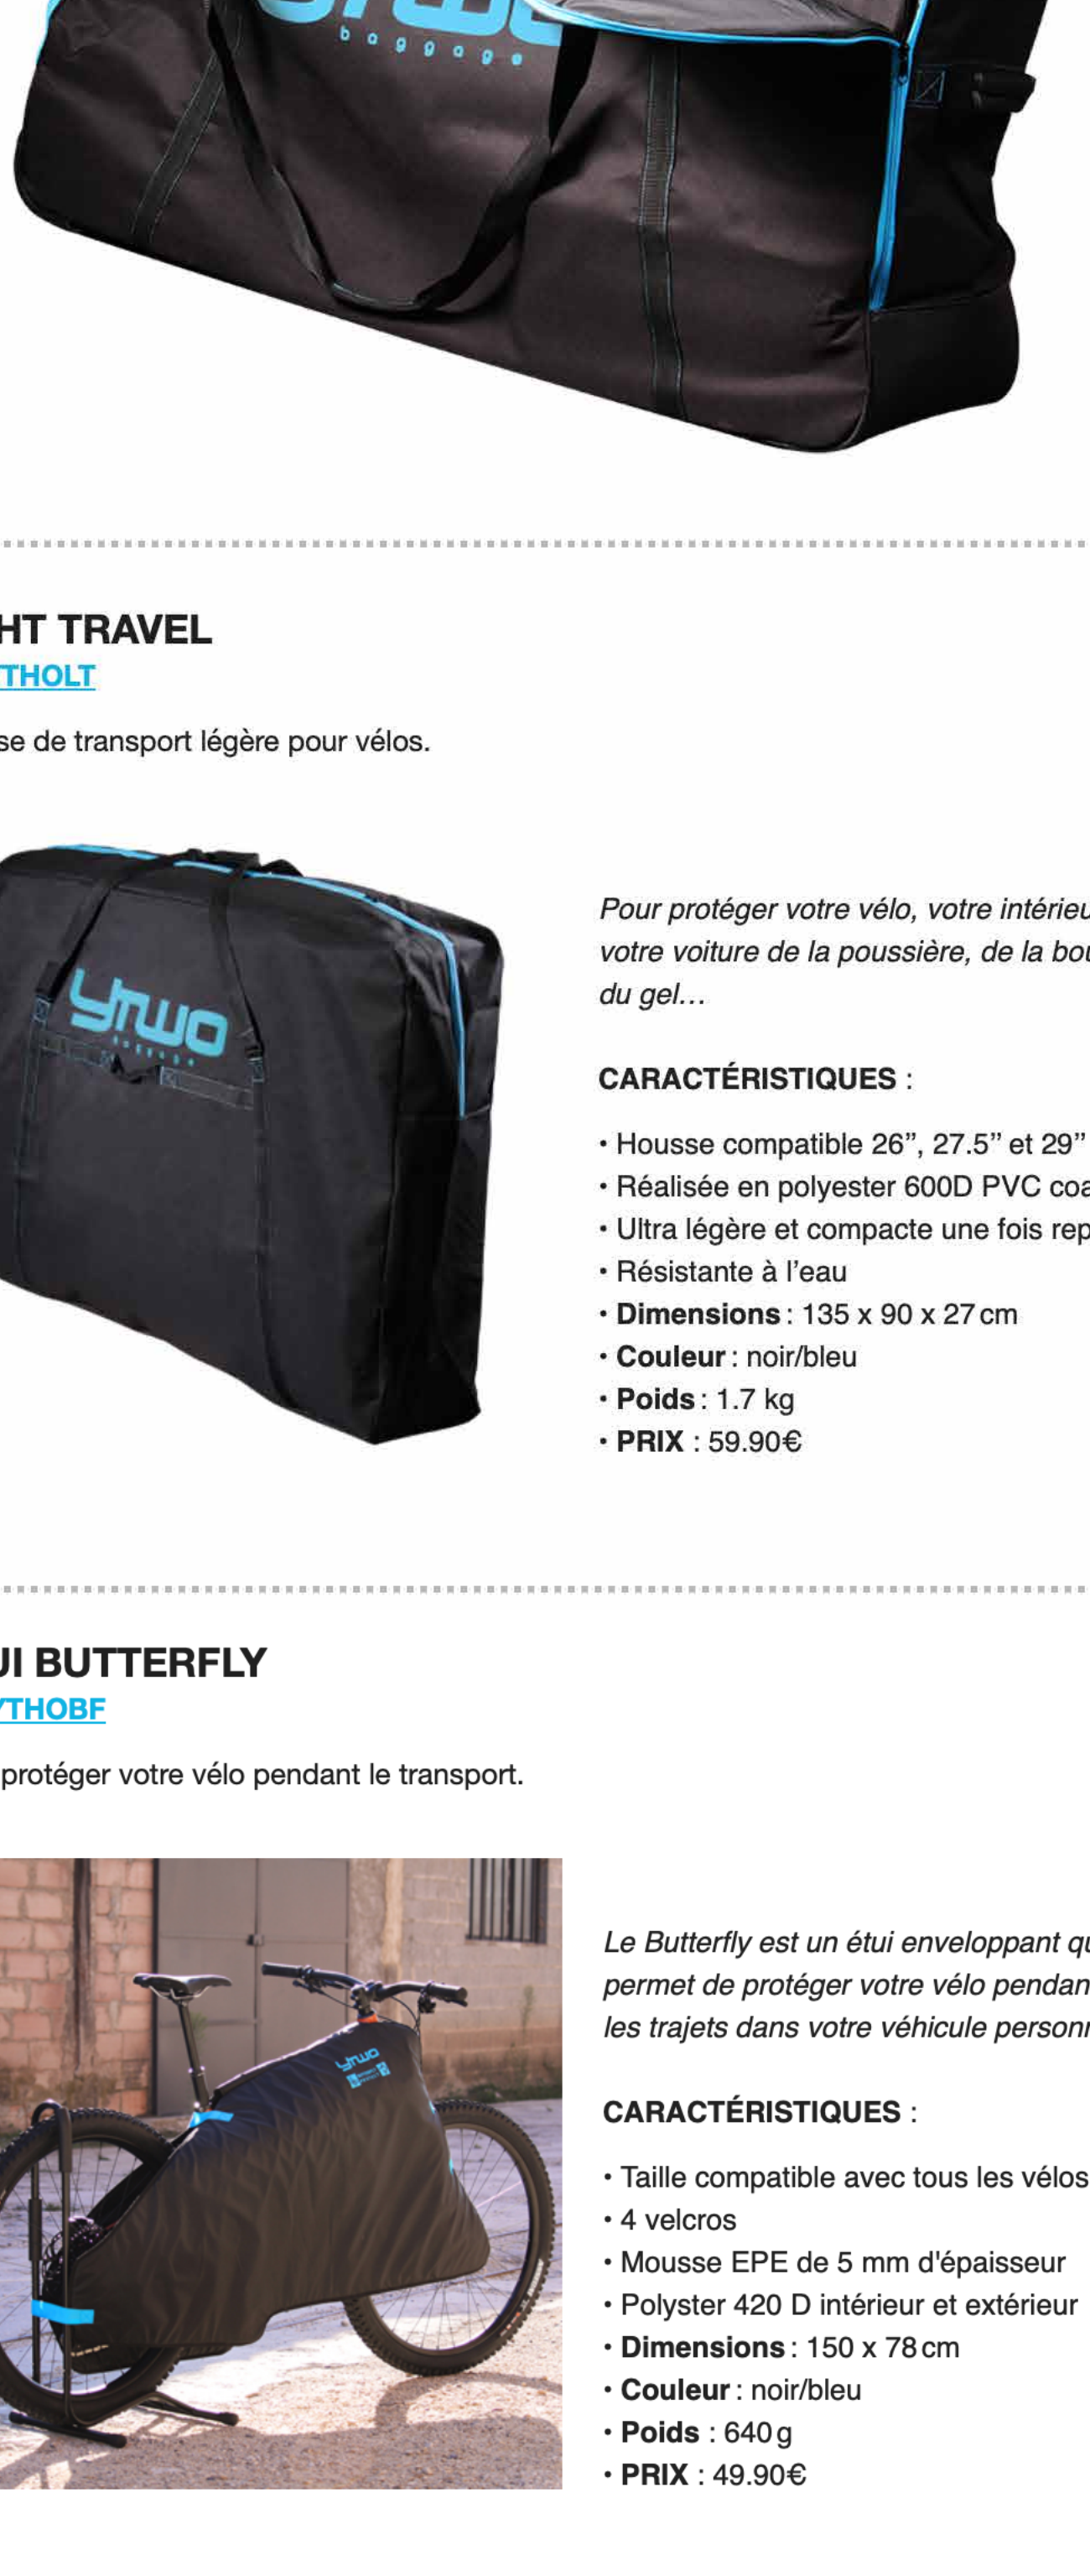 baggage
HT TRAVEL
THOLT
se de transport légère pour vélos.
ytwo
baggage
Pour protéger votre vélo, votre intérieu
votre voiture de la poussière, de la bou
du gel...
CARACTÉRISTIQUES :
• Housse compatible 26”, 27.5” et 29”
• Réalisée en polyester 600D PVC coa
• Ultra légère et compacte une fois rep
• Résistante à l’eau
• Dimensions : 135 x 90 x 27 cm
• Couleur : noir/bleu
• Poids : 1.7 kg
• PRIX : 59.90€
UI BUTTERFLY
YTHOBF
protéger votre vélo pendant le transport.
ytwo
Le Butterfly est un étui enveloppant qu
permet de protéger votre vélo pendan
les trajets dans votre véhicule personn
CARACTÉRISTIQUES :
• Taille compatible avec tous les vélos
• 4 velcros
• Mousse EPE de 5 mm d'épaisseur
• Polyster 420 D intérieur et extérieur
• Dimensions : 150 x 78 cm
• Couleur : noir/bleu
• Poids : 640 g
• PRIX : 49.90€